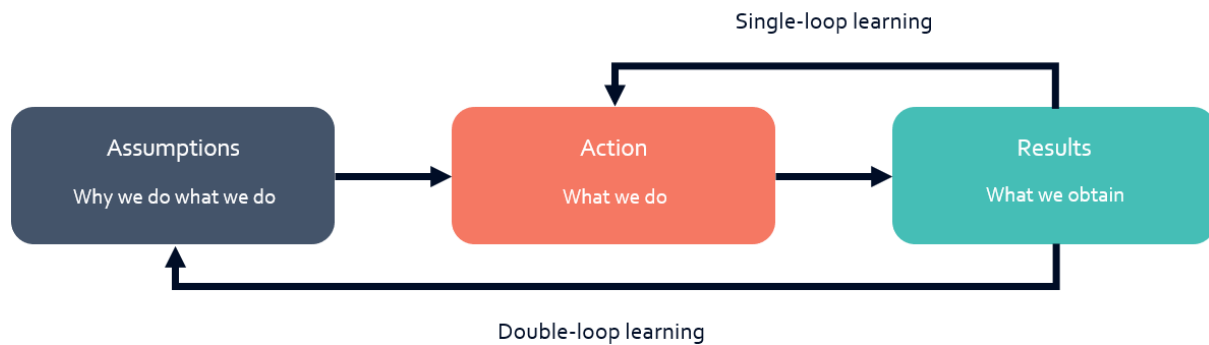 Single-loop learning
Assumptions
Why we do what we do
Action
What we do
Results
What we obtain
Double-loop learning